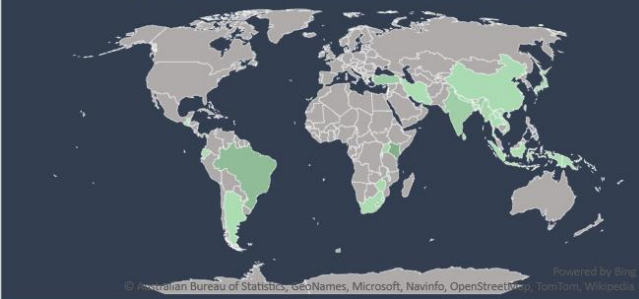 Powered by Bing
© Australian Bureau of Statistics, GeoNames, Microsoft, Navinfo, OpenStreetMap, TomTom, Wikipedia